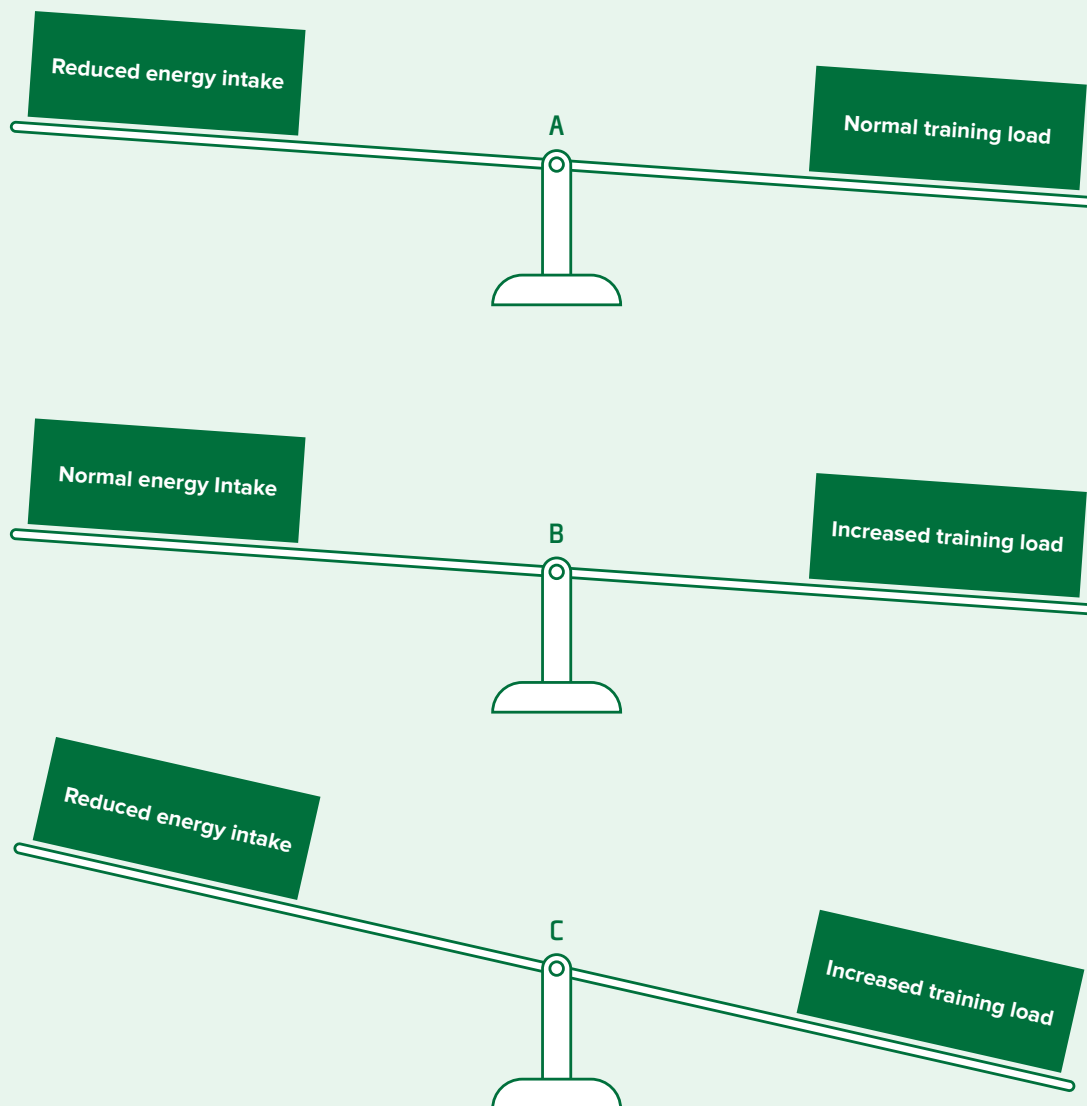 Reduced energy intake
A
Normal training load
Normal energy Intake
B
Increased training load
Reduced energy intake
C
Increased training load